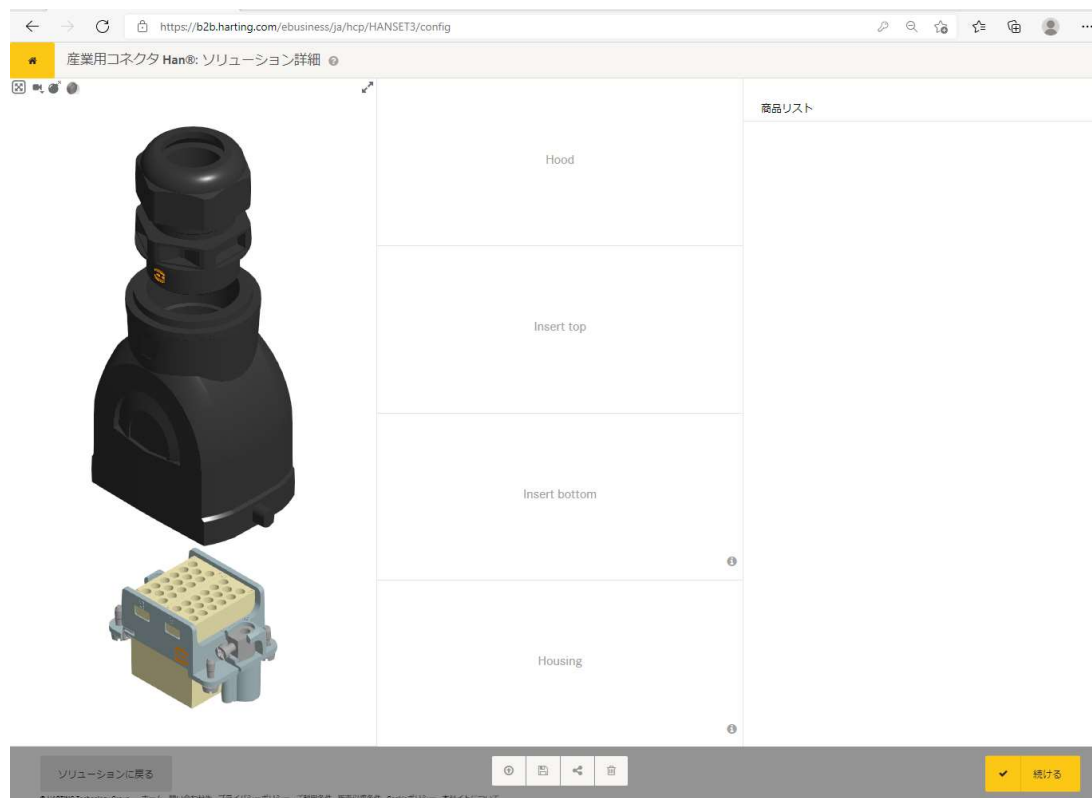 https://b2b.harting.com/ebusiness/ja/hcp/HANSET3/config
産業用コネクタ Han®: ソリューション詳細
商品リスト
Hood
Insert top
Insert bottom
Housing
ソリューションに戻る
続ける